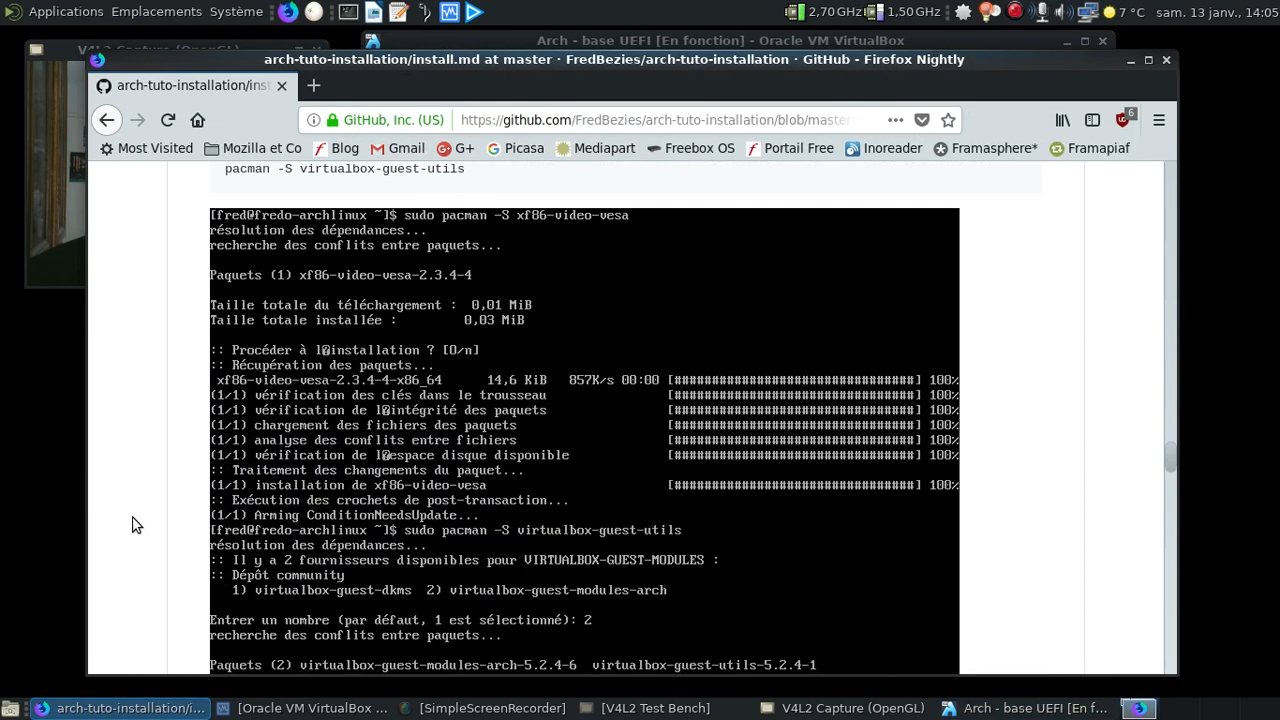 Applications Emplacements Système 2,70 GHz 1,50 GHz 7 °C sam. 13 janv., 14:05
V4L2 Capture (OpenGL)
Arch - base UEFI [En fonction] - Oracle VM VirtualBox
arch-tuto-installation/install.md at master · FredBezies/arch-tuto-installation · GitHub - Firefox Nightly
arch-tuto-installation/inst
GitHub, Inc. (US) https://github.com/FredBezies/arch-tuto-installation/blob/master 6
Most Visited Mozilla et Co Blog Gmail G+ Picasa Mediapart Freebox OS Portail Free Inoreader Framasphere* Framapiaf
pacman -S virtualbox-guest-utils
[fred@fredo-archlinux ~]$ sudo pacman -S xf86-video-vesa
résolution des dépendances...
recherche des conflits entre paquets...
Paquets (1) xf86-video-vesa-2.3.4-4
Taille totale du téléchargement : 0,01 MiB
Taille totale installée : 0,03 MiB
:: Procéder à l�installation ? [O/n]
:: Récupération des paquets...
xf86-video-vesa-2.3.4-4-x86_64 14,6 KiB 857K/s 00:00 [################################] 100%
(1/1) vérification des clés dans le trousseau [################################] 100%
(1/1) vérification de l�intégrité des paquets [################################] 100%
(1/1) chargement des fichiers des paquets [################################] 100%
(1/1) analyse des conflits entre fichiers [################################] 100%
(1/1) vérification de l�espace disque disponible [################################] 100%
:: Traitement des changements du paquet...
(1/1) installation de xf86-video-vesa [################################] 100%
:: Exécution des crochets de post-transaction...
(1/1) Arming ConditionNeedsUpdate...
[fred@fredo-archlinux ~]$ sudo pacman -S virtualbox-guest-utils
résolution des dépendances...
:: Il y a 2 fournisseurs disponibles pour VIRTUALBOX-GUEST-MODULES :
:: Dépôt community
1) virtualbox-guest-dkms 2) virtualbox-guest-modules-arch
Entrer un nombre (par défaut, 1 est sélectionné): 2
recherche des conflits entre paquets...
Paquets (2) virtualbox-guest-modules-arch-5.2.4-6 virtualbox-guest-utils-5.2.4-1
arch-tuto-installation/i... [Oracle VM VirtualBox ... [SimpleScreenRecorder] [V4L2 Test Bench] V4L2 Capture (OpenGL) Arch - base UEFI [En f...